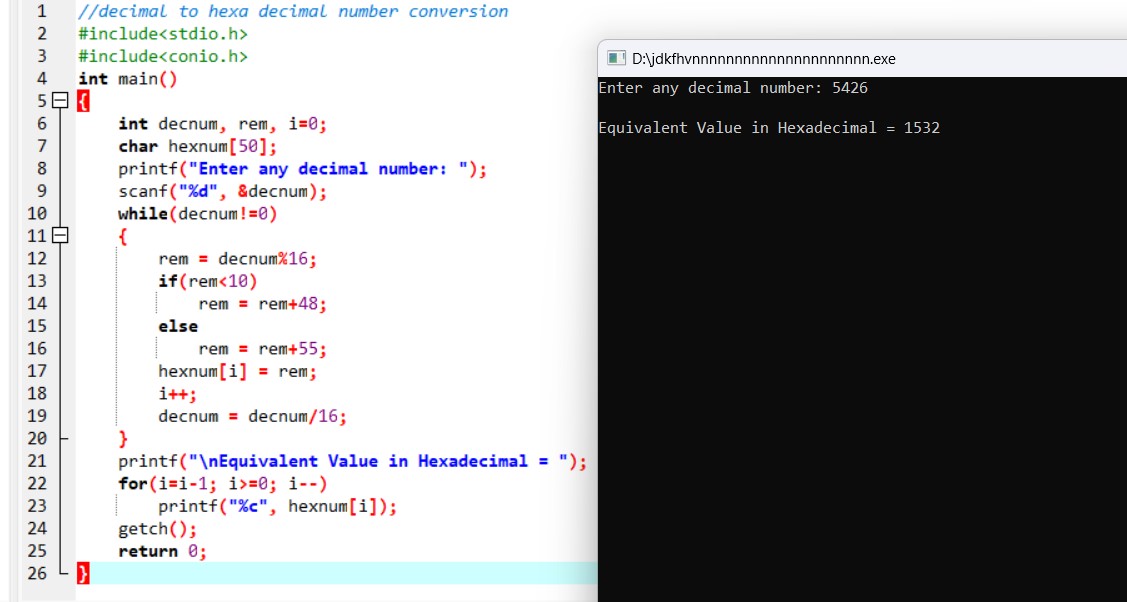 1 //decimal to hexa decimal number conversion
2 #include<stdio.h>
3 #include<conio.h>
4 int main()
5 {
6 int decnum, rem, i=0;
7 char hexnum[50];
8 printf("Enter any decimal number: ");
9 scanf("%d", &decnum);
10 while(decnum!=0)
11 {
12 rem = decnum%16;
13 if(rem<10)
14 rem = rem+48;
15 else
16 rem = rem+55;
17 hexnum[i] = rem;
18 i++;
19 decnum = decnum/16;
20 }
21 printf("\nEquivalent Value in Hexadecimal = ");
22 for(i=i-1; i>=0; i--)
23 printf("%c", hexnum[i]);
24 getch();
25 return 0;
26 }
D:\jdkfhvnnnnnnnnnnnnnnnnnnnnn.exe
Enter any decimal number: 5426
Equivalent Value in Hexadecimal = 1532